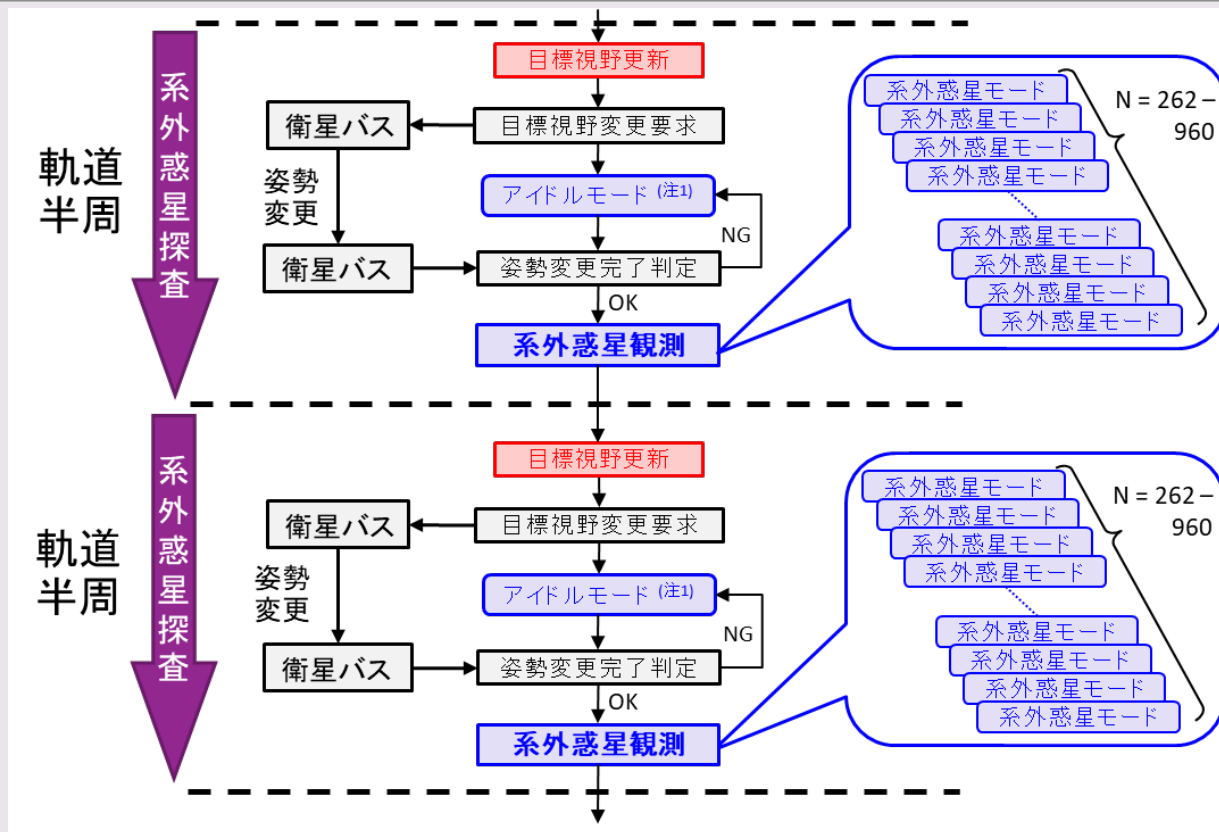 軌道
半周
系外惑星探査
目標視野更新
目標視野変更要求
衛星バス
姿勢
変更
アイドルモード (注1)
NG
衛星バス
姿勢変更完了判定
OK
系外惑星観測
系外惑星モード
系外惑星モード
系外惑星モード
系外惑星モード
系外惑星モード
系外惑星モード
系外惑星モード
系外惑星モード
N = 262 –
960
軌道
半周
系外惑星探査
目標視野更新
目標視野変更要求
衛星バス
姿勢
変更
アイドルモード (注1)
NG
衛星バス
姿勢変更完了判定
OK
系外惑星観測
系外惑星モード
系外惑星モード
系外惑星モード
系外惑星モード
系外惑星モード
系外惑星モード
系外惑星モード
系外惑星モード
N = 262 –
960